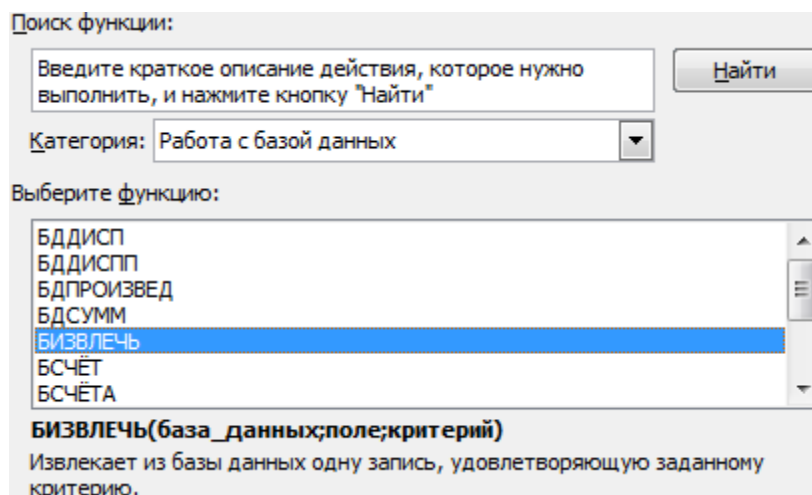 Поиск функции:
Введите краткое описание действия, которое нужно
выполнить, и нажмите кнопку "Найти"
Найти
Категория: Работа с базой данных
Выберите функцию:
БДДИСП
БДДИСПП
БДПРОИЗВЕД
БДСУММ
БИЗВЛЕЧЬ
БСЧЁТ
БСЧЁТА
БИЗВЛЕЧЬ(база_данных;поле;критерий)
Извлекает из базы данных одну запись, удовлетворяющую заданному
критерию.